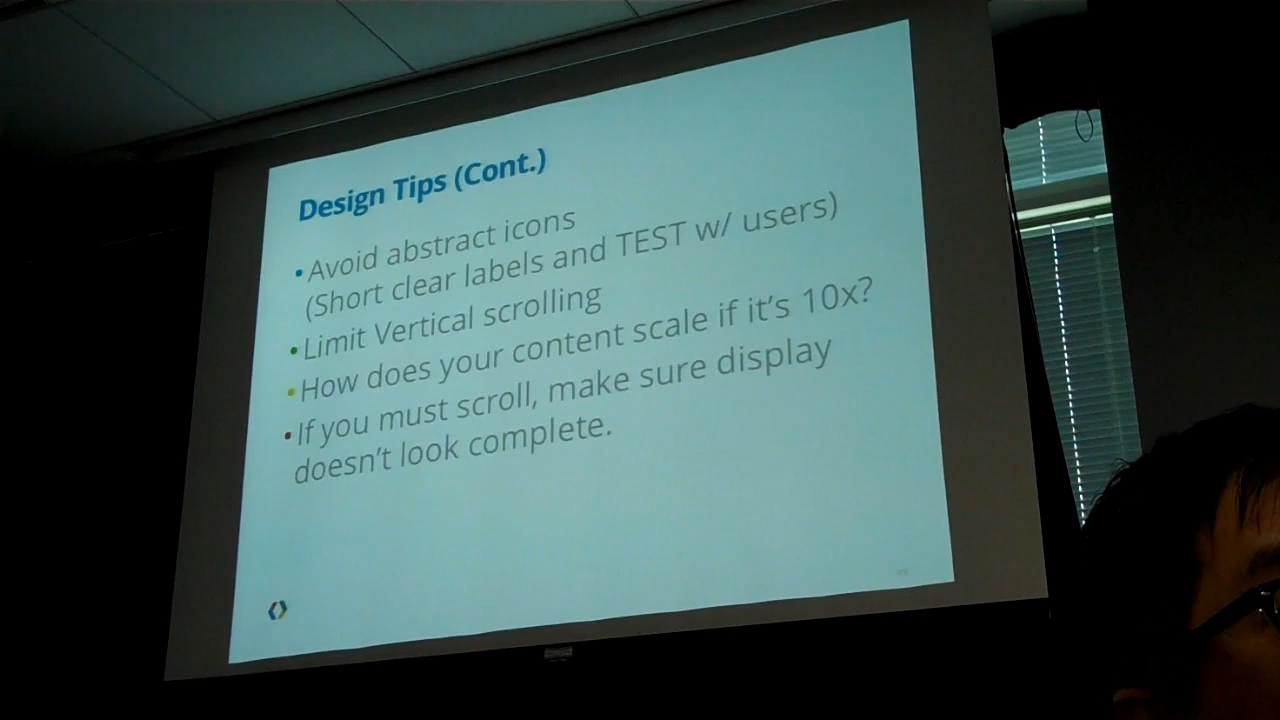 Design Tips (Cont.)
•Avoid abstract icons
(Short clear labels and TEST w/ users)
•Limit Vertical scrolling
•How does your content scale if it's 10x?
•If you must scroll, make sure display
doesn't look complete.